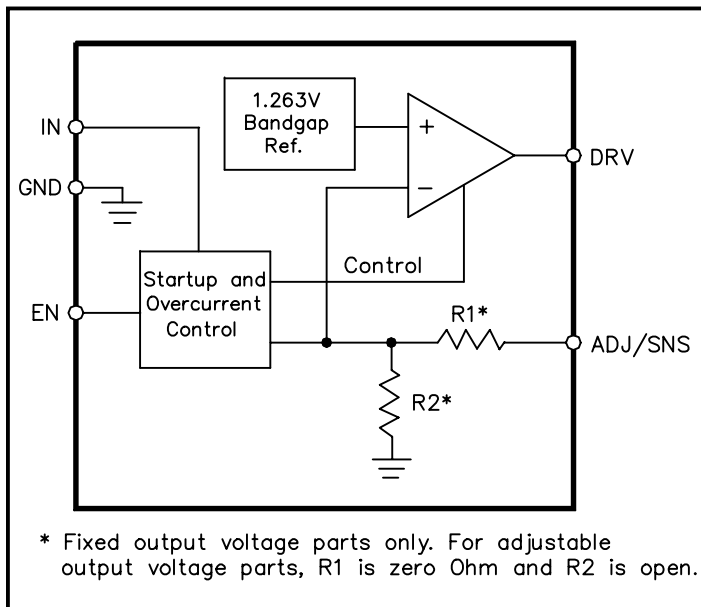 1.263V
Bandgap
Ref.
IN
+
DRV
GND
−
Control
Startup and
Overcurrent
Control
EN
R1*
ADJ/SNS
R2*
* Fixed output voltage parts only. For adjustable
output voltage parts, R1 is zero Ohm and R2 is open.